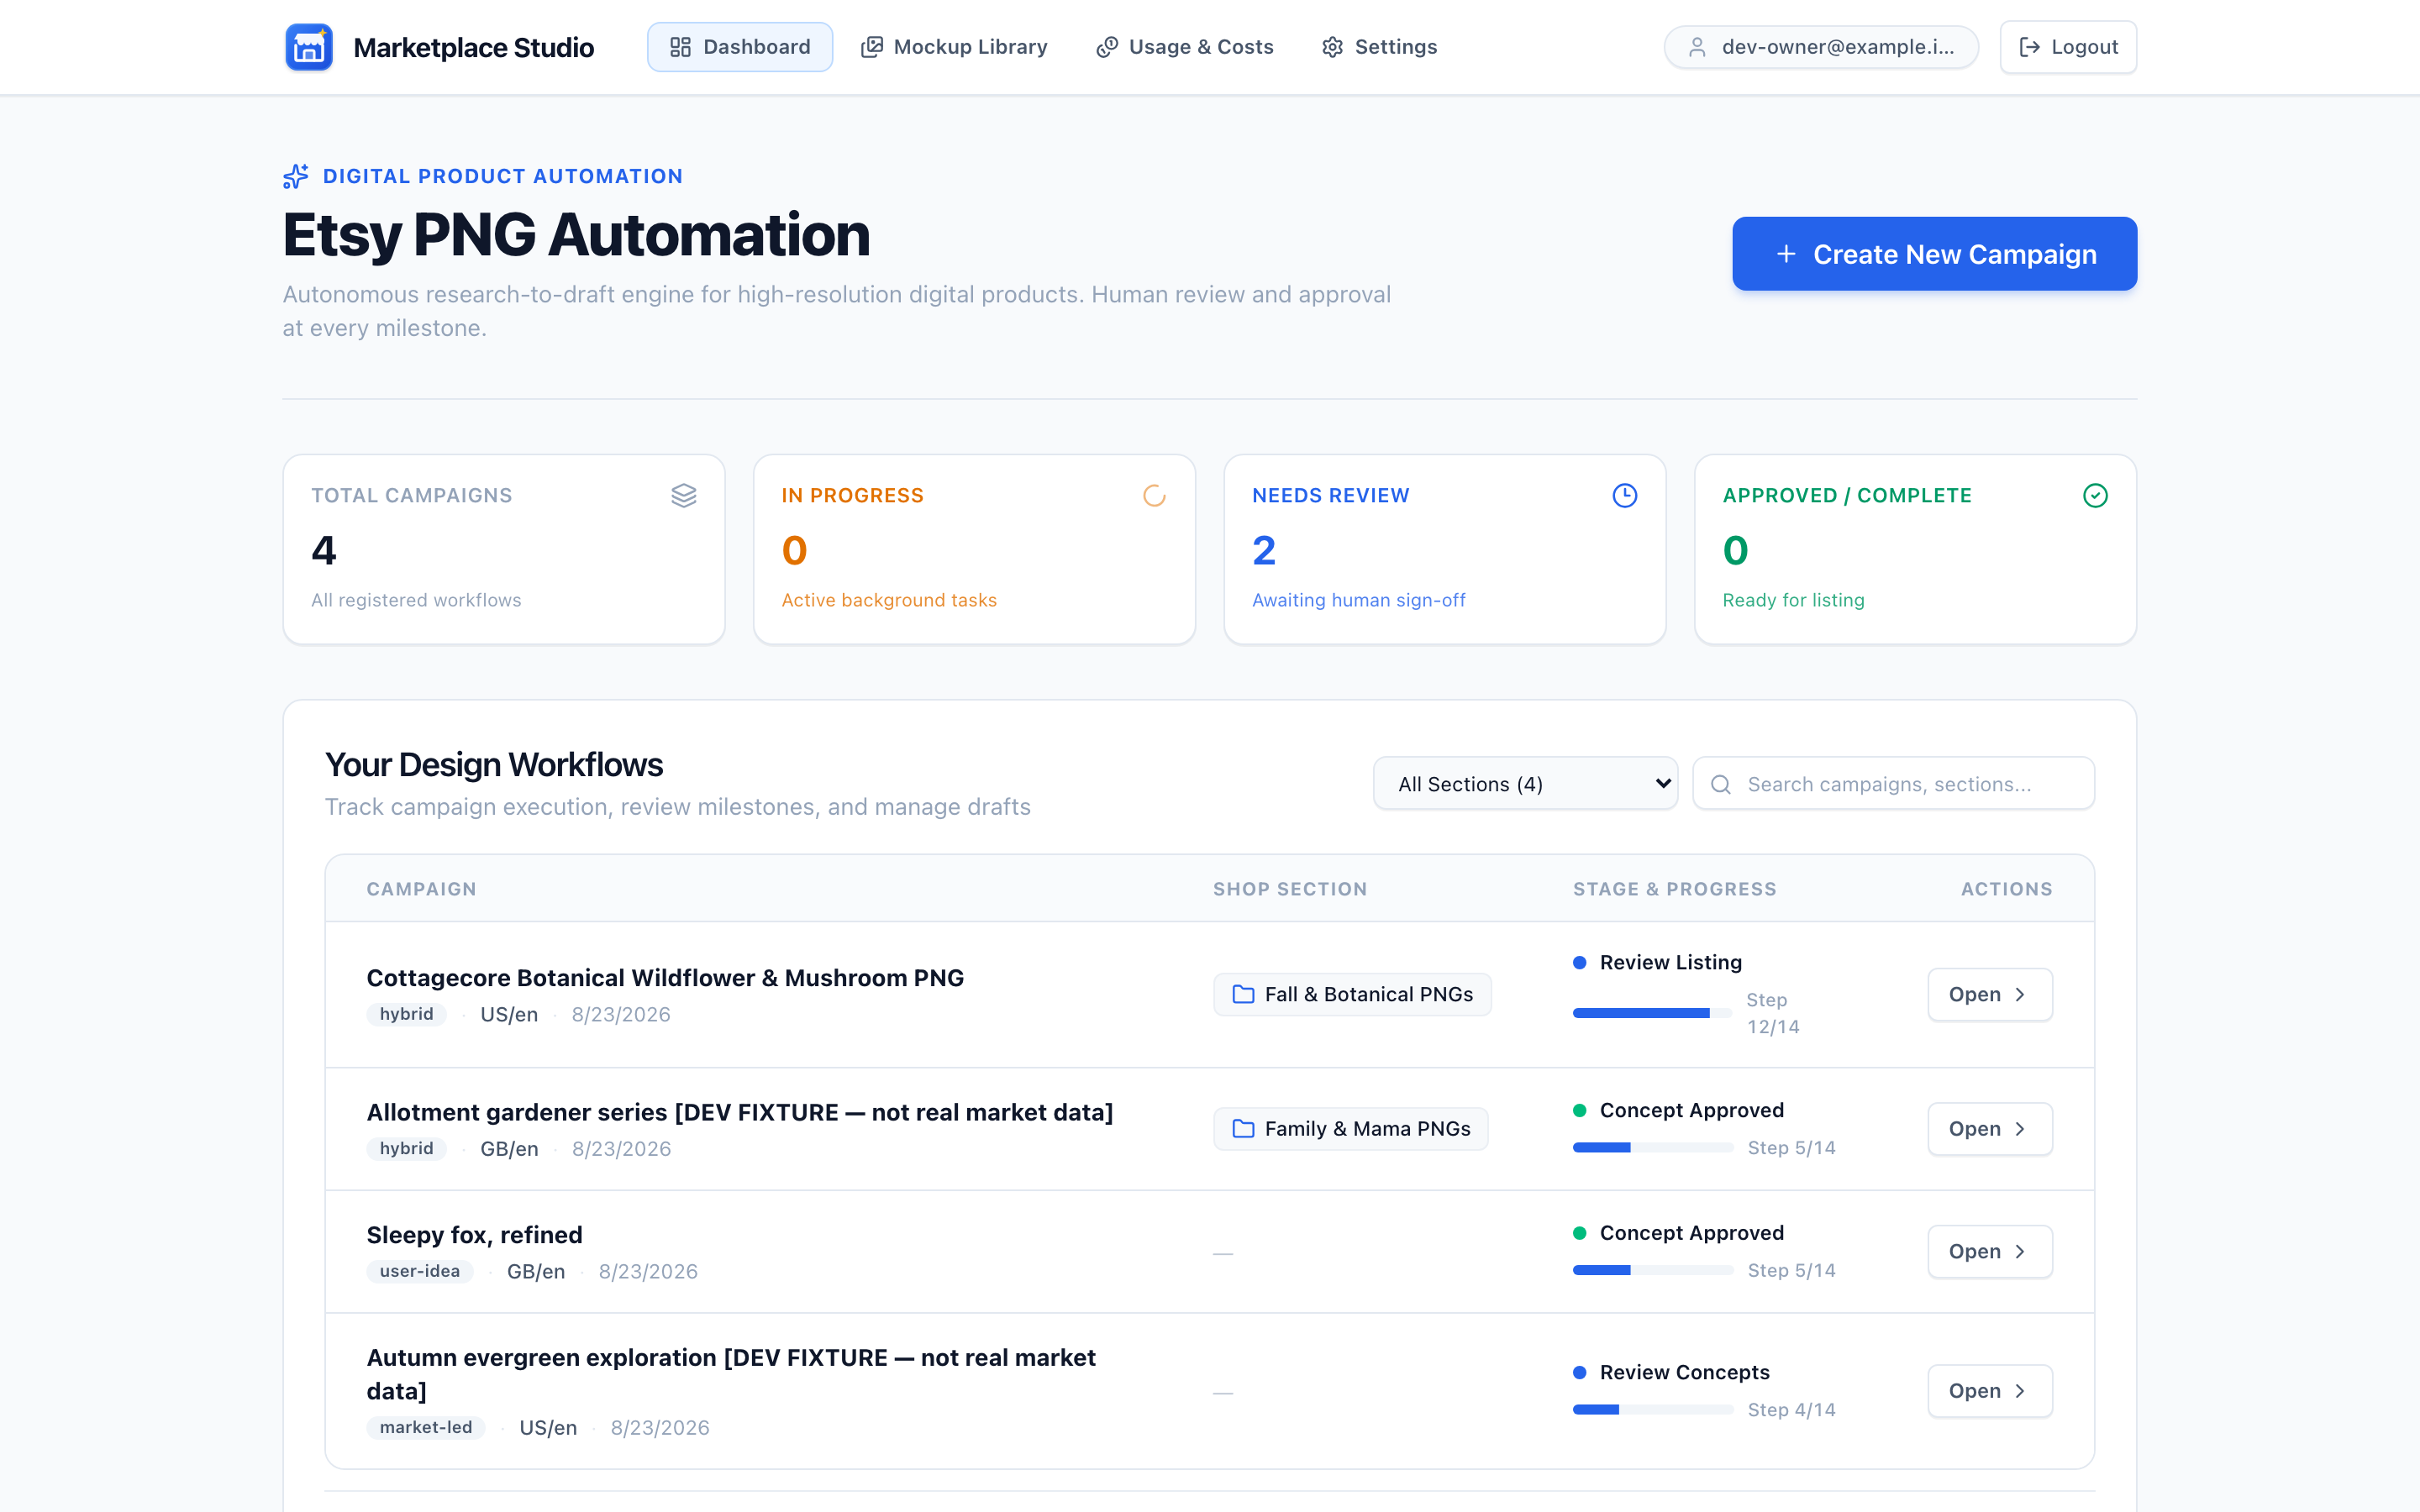 Marketplace Studio
Dashboard
Mockup Library
Usage & Costs
Settings
dev-owner@example.i...
Logout
DIGITAL PRODUCT AUTOMATION
Etsy PNG Automation
Autonomous research-to-draft engine for high-resolution digital products. Human review and approval
at every milestone.
Create New Campaign
TOTAL CAMPAIGNS
4
All registered workflows
IN PROGRESS
0
Active background tasks
NEEDS REVIEW
2
Awaiting human sign-off
APPROVED / COMPLETE
0
Ready for listing
Your Design Workflows
Track campaign execution, review milestones, and manage drafts
All Sections (4)
Search campaigns, sections...
CAMPAIGN
SHOP SECTION
STAGE & PROGRESS
ACTIONS
Cottagecore Botanical Wildflower & Mushroom PNG
hybrid · US/en · 8/23/2026
Fall & Botanical PNGs
Review Listing
Step
12/14
Open
Allotment gardener series [DEV FIXTURE — not real market data]
hybrid · GB/en · 8/23/2026
Family & Mama PNGs
Concept Approved
Step 5/14
Open
Sleepy fox, refined
user-idea · GB/en · 8/23/2026
—
Concept Approved
Step 5/14
Open
Autumn evergreen exploration [DEV FIXTURE — not real market
data]
market-led · US/en · 8/23/2026
—
Review Concepts
Step 4/14
Open